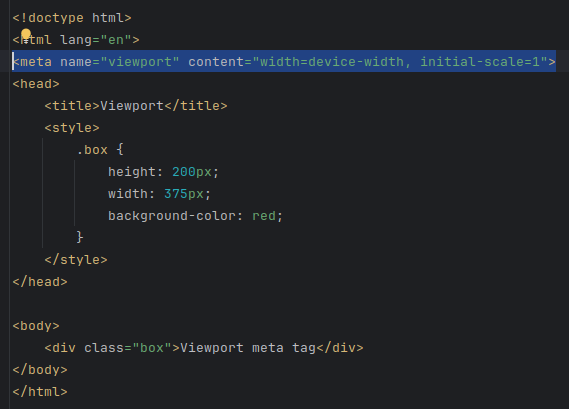 <!doctype html>
<html lang="en">
<meta name="viewport" content="width=device-width, initial-scale=1">
<head>
    <title>Viewport</title>
    <style>
        .box {
            height: 200px;
            width: 375px;
            background-color: red;
        }
    </style>
</head>

<body>
    <div class="box">Viewport meta tag</div>
</body>
</html>